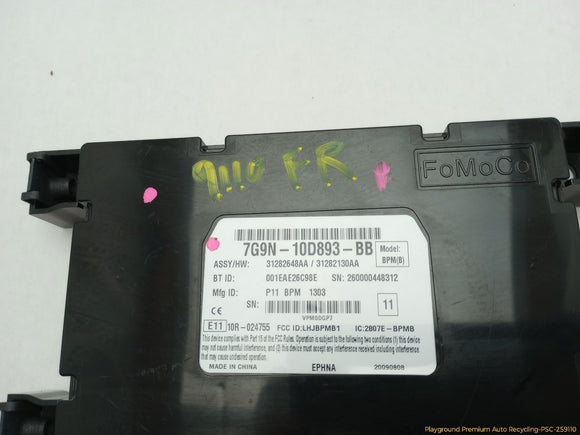 9110 F.R.
FoMoCo
7G9N-10D893-BB
Model: BPM(B)
ASSY/HW: 31282648AA / 31282130AA
BT ID: 001EAE26C98E SN: 260000448312
Mfg ID: P11 BPM 1303
SN:
11
VPM8DGP7
E11 10R-024755 FCC ID:LHJBPMB1 IC:2807E-BPMB
This device complies with Part 15 of the FCC Rules. Operation is subject to the
following two conditions (1) this device may not cause harmful interference,
and (2) this device must accept any interference received, including
interference that may cause undesired operation.
MADE IN CHINA EPHNA 20090808
Playground Premium Auto Recycling-PSC-259110